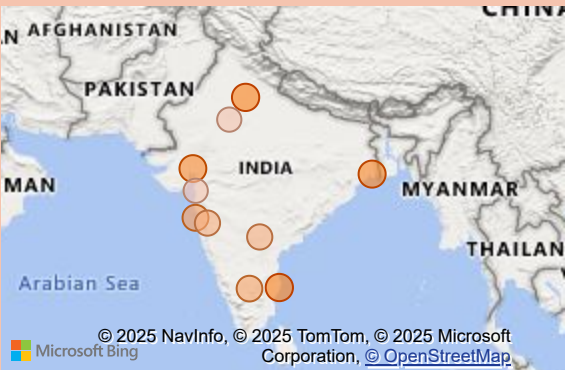 CHINA
AN AFGHANISTAN
PAKISTAN
INDIA
MAN
MYANMAR
THAILAN
Arabian Sea
© 2025 NavInfo, © 2025 TomTom, © 2025 Microsoft
Microsoft Bing Corporation, © OpenStreetMap